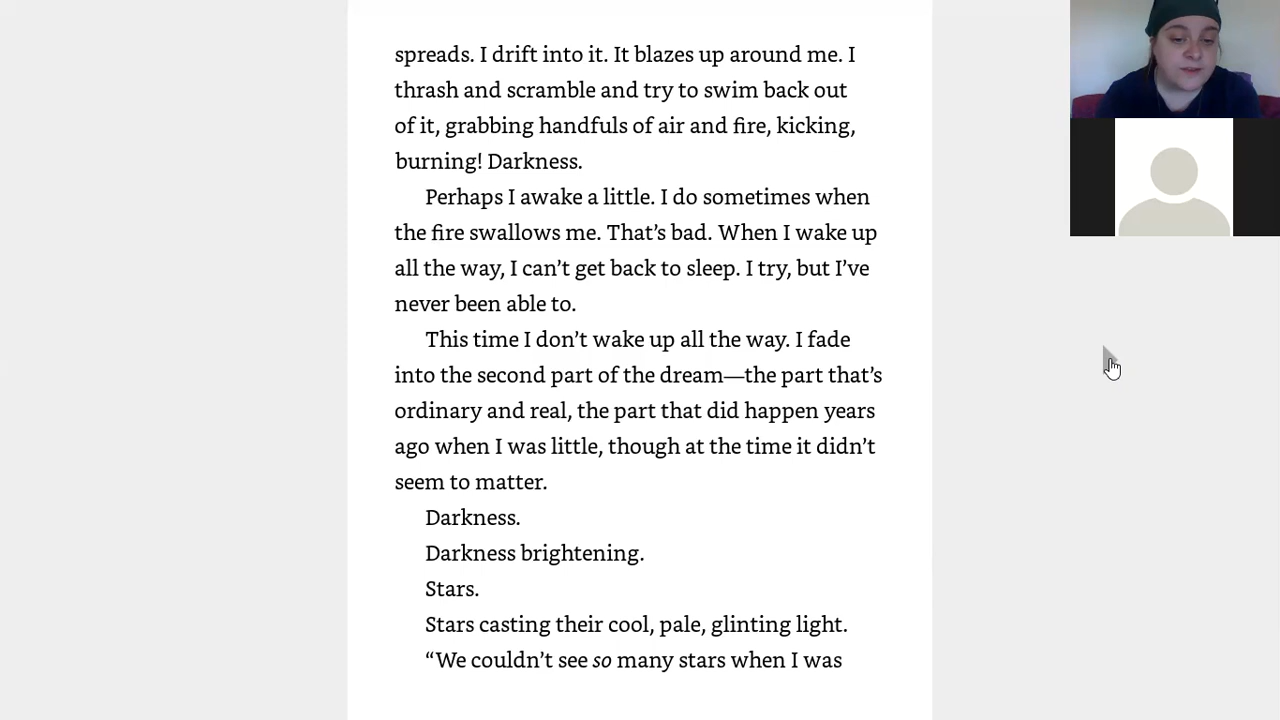 spreads. I drift into it. It blazes up around me. I
thrash and scramble and try to swim back out
of it, grabbing handfuls of air and fire, kicking,
burning! Darkness.
Perhaps I awake a little. I do sometimes when
the fire swallows me. That’s bad. When I wake up
all the way, I can’t get back to sleep. I try, but I’ve
never been able to.
This time I don’t wake up all the way. I fade
into the second part of the dream—the part that’s
ordinary and real, the part that did happen years
ago when I was little, though at the time it didn’t
seem to matter.
Darkness.
Darkness brightening.
Stars.
Stars casting their cool, pale, glinting light.
“We couldn’t see so many stars when I was